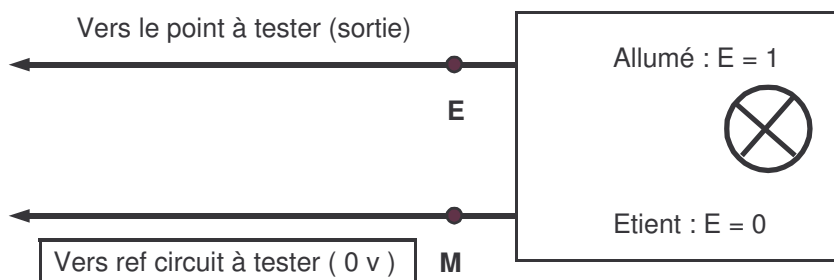 Vers le point à tester (sortie)
Allumé : E = 1
E
Etient : E = 0
Vers ref circuit à tester ( 0 v )
M